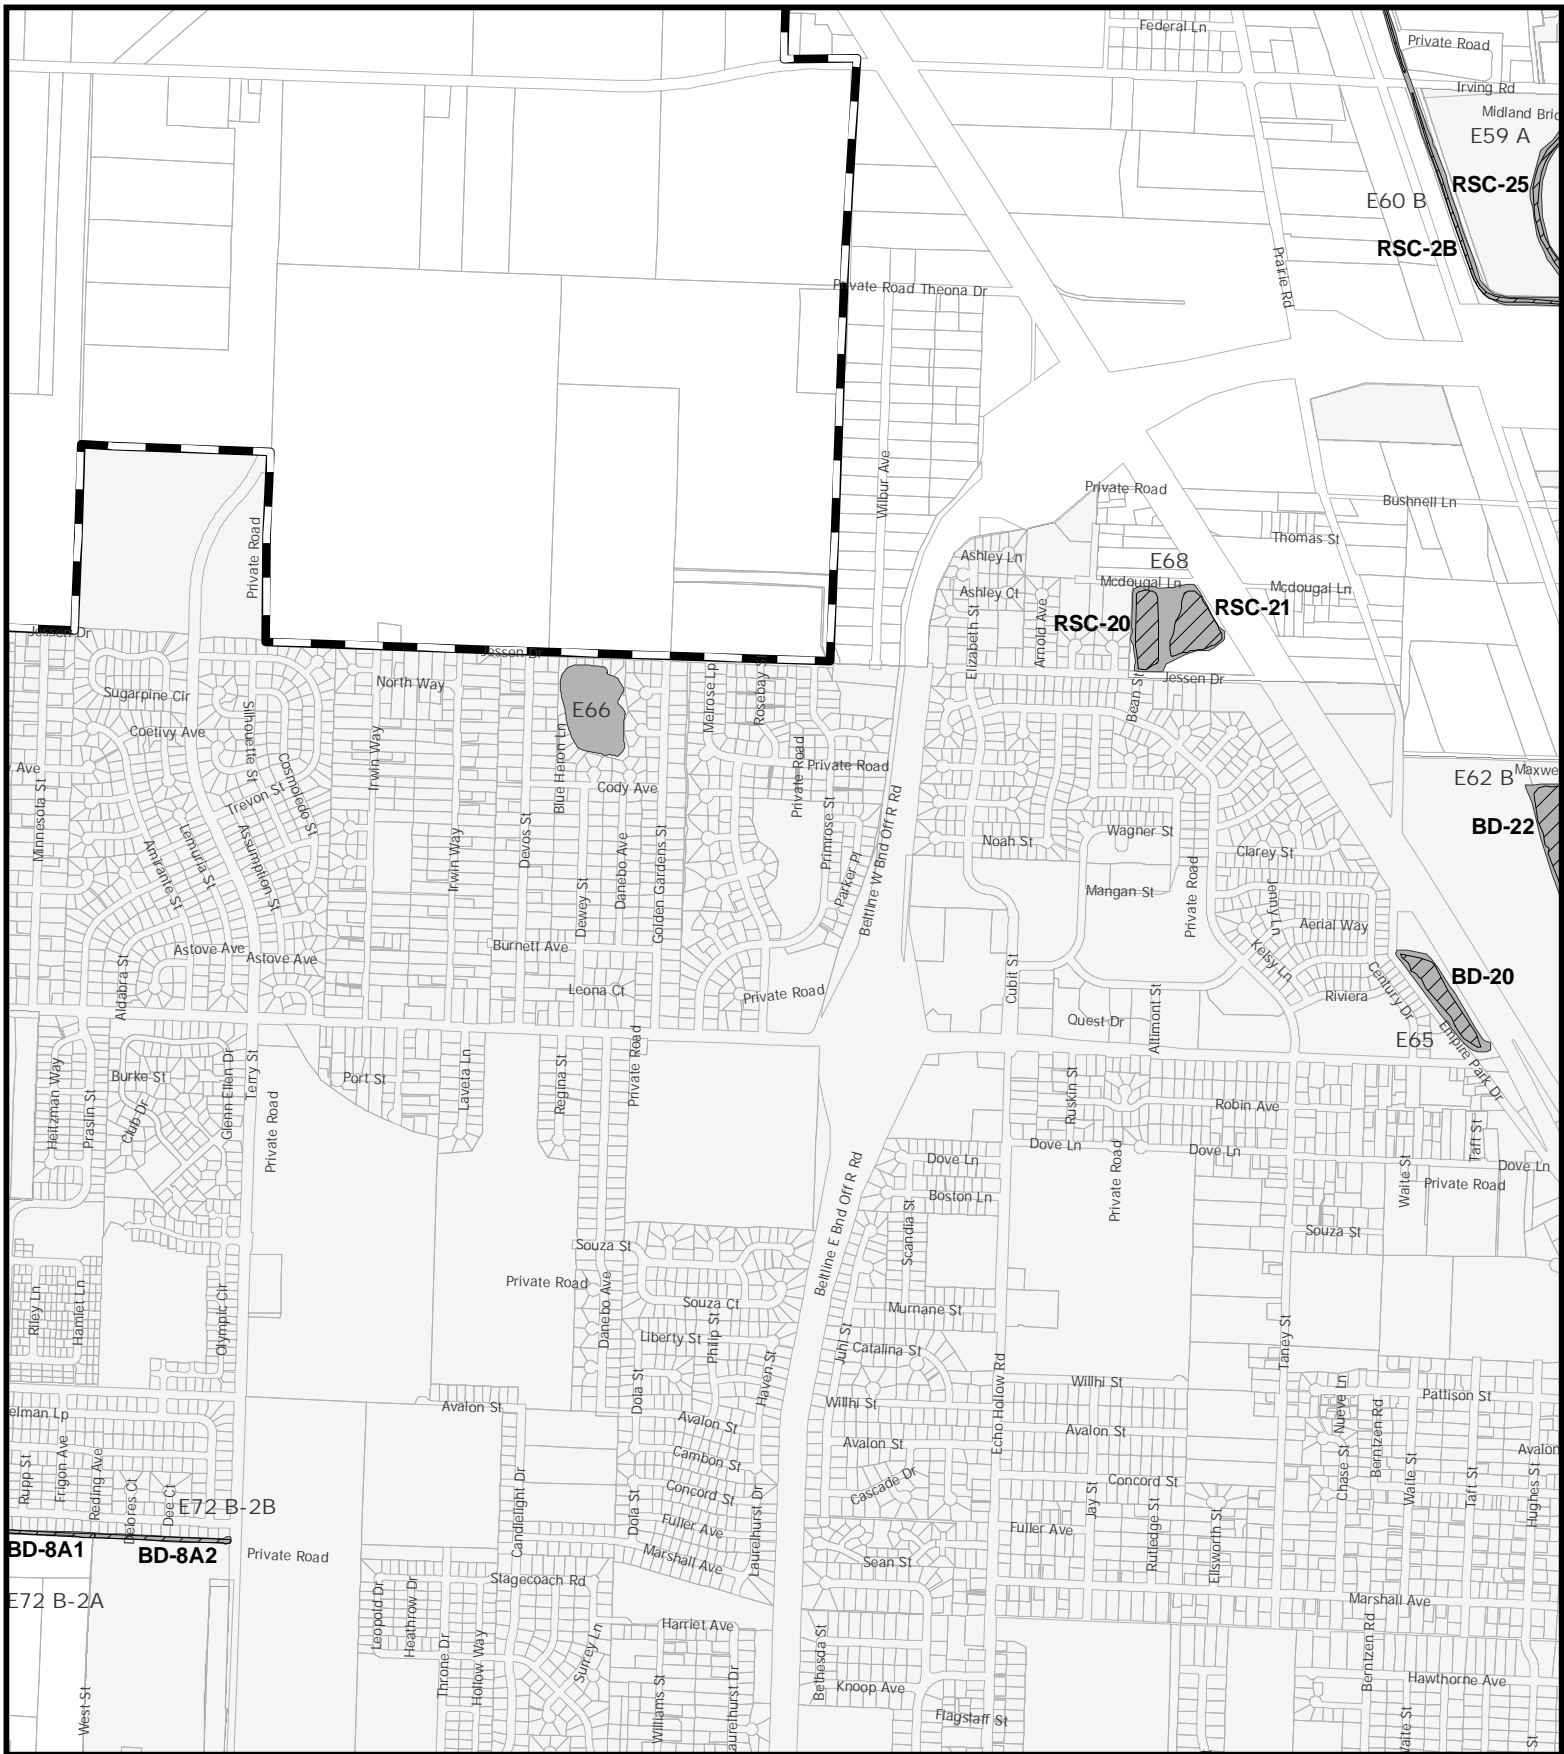 Federal Ln
Private Road
Irving Rd
Midland Bric
E59 A
RSC-25
E60 B
RSC-2B
Prairie Rd
Private Road
Theona Dr
Wilbur Ave
Private Road
Bushnell Ln
Private Road
Thomas St
Ashley Ln
E68
Mcdougal Ln
Mcdougal Ln
Ashley Ct
RSC-21
RSC-20
Elizabeth St
Arnold Ave
Jessen Dr
Jessen Dr
Jessen Dr
Bean St
North Way
Sugarpine Cir
E66
Melrose Lp
Rosebay St
Silhouette St
Coetivy Ave
Irwin Way
Blue Heron Ln
Private Road
Private Road
Ave
Cosmoledo St
Trevon St
Cody Ave
E62 B
Maxwe
BD-22
Minnesota St
Amirante St
Lemuria St
Assumption St
Irwin Way
Devos St
Dewey St
Danebo Ave
Golden Gardens St
Primrose St
Parker Pl
Beltline W Bnd Off R Rd
Noah St
Wagner St
Clarey St
Mangan St
Private Road
Jenny Ln
Aerial Way
Kelsy Ln
Astove Ave
Astove Ave
Burnett Ave
Aldabra St
Leona Ct
Private Road
Cubit St
Riviera
Century Dr
BD-20
Quest Dr
Altimont St
E65
Empire Park Dr
Heitzman Way
Praslin St
Burke St
Club Dr
Glenn Ellen Dr
Terry St
Private Road
Port St
Laveta Ln
Regina St
Private Road
Ruskin St
Robin Ave
Dove Ln
Dove Ln
Dove Ln
Dove Ln
Taft St
Waite St
Private Road
Private Road
Boston Ln
Scandia St
Beltline E Bnd Off R Rd
Souza St
Souza St
Private Road
Danebo Ave
Souza Ct
Murnane St
Riley Ln
Hamlet Ln
Olympic Cir
Liberty St
Philip St
Juhl St
Catalina St
Taney St
Haven St
Dola St
Echo Hollow Rd
Willhi St
Willhi St
Nueve Ln
Pattison St
elman Lp
Avalon St
Avalon St
Avalon St
Avalon St
Berntzen Rd
Avalon
Rupp St
Frigon Ave
Reding Ave
Delores Ct
Dee Ct
Candlelight Dr
Cambon St
Cascade Dr
Concord St
Concord St
Jay St
Chase St
Waite St
Taft St
Hughes St
E72 B-2B
Dola St
Fuller Ave
Laurelhurst Dr
Fuller Ave
Rutledge St
Ellsworth St
BD-8A1
BD-8A2
Private Road
Marshall Ave
Sean St
E72 B-2A
Stagecoach Rd
Marshall Ave
Leopold Dr
Heathrow Dr
Harriet Ave
Throne Dr
Hollow Way
Surrey Ln
Bethesda St
Berntzen Rd
West St
Williams St
aurelhurst Dr
Knoop Ave
Hawthorne Ave
Flagstaff St
aite St
St